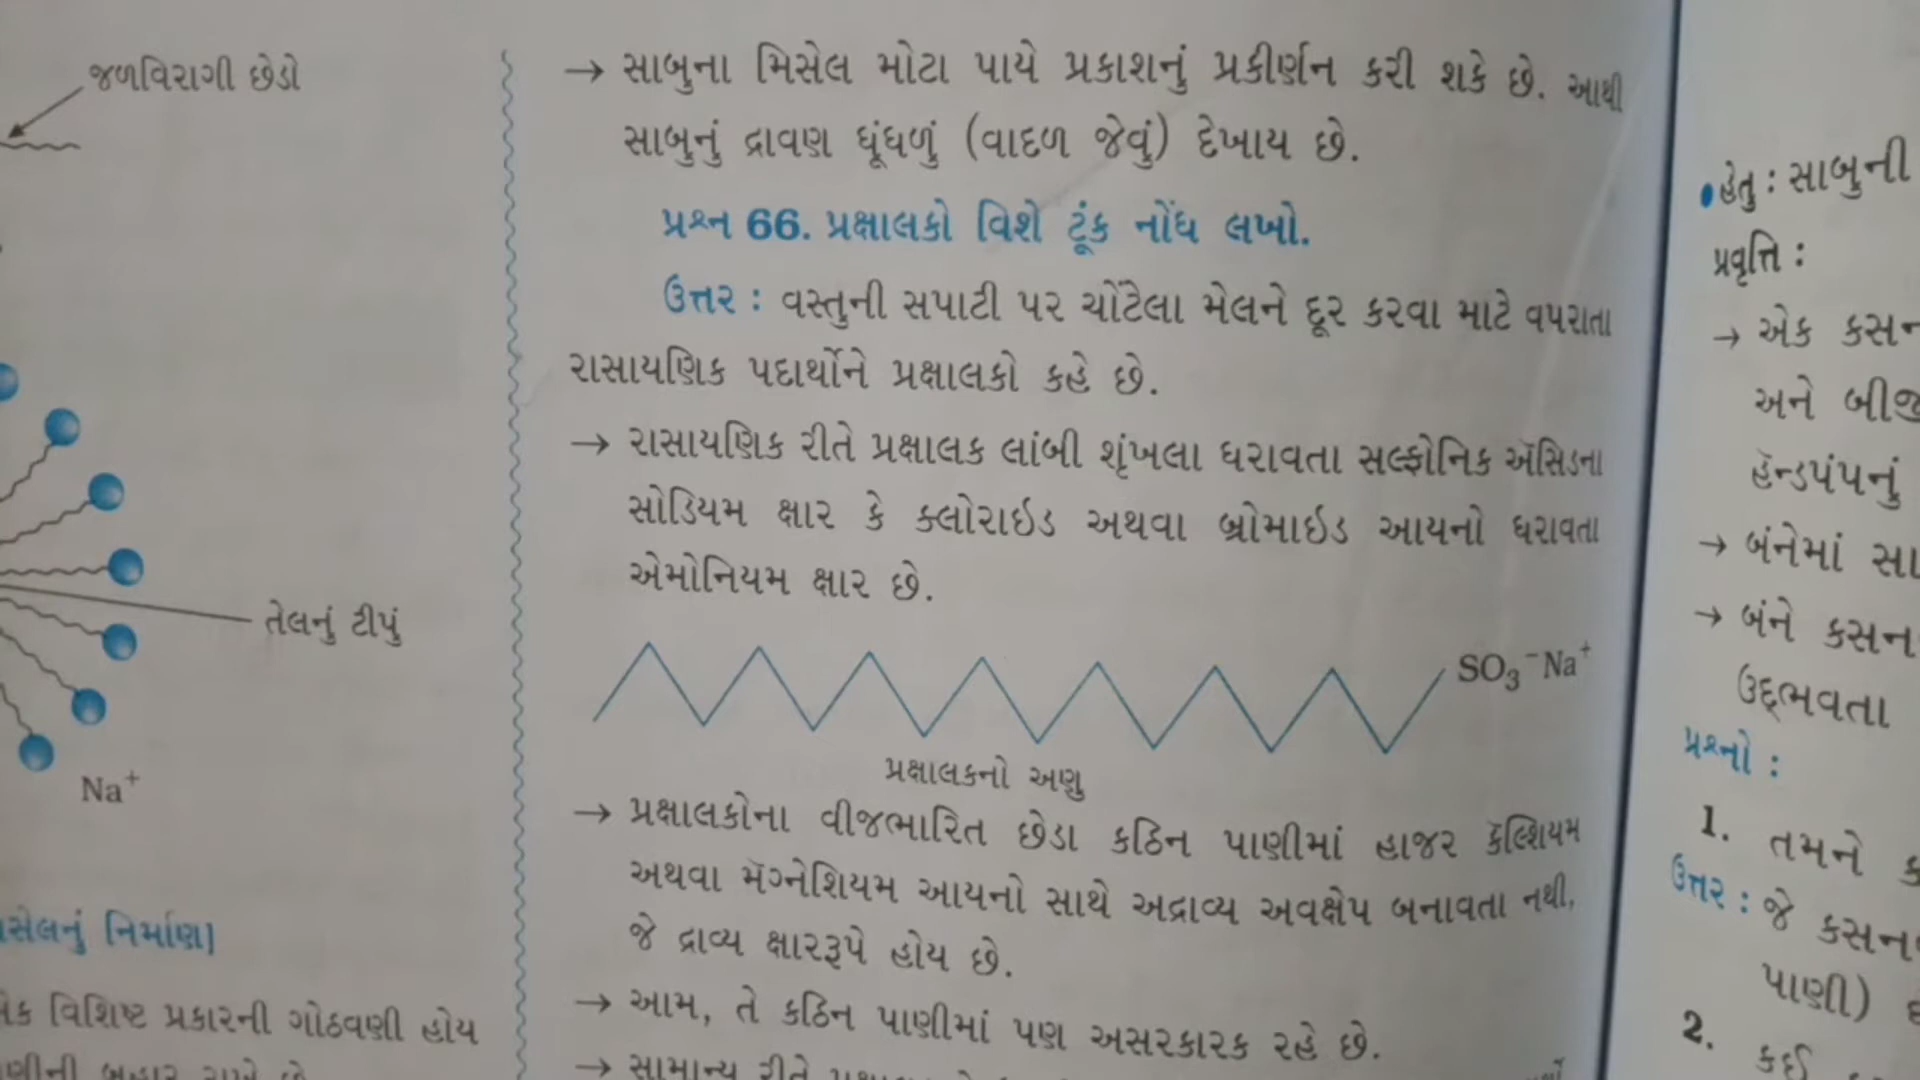 જળવિરાગી છેડો
તેલનું ટીપું
Na⁺
નિર્માણ]
વિશિષ્ટ પ્રકારની ગોઠવણી હોય
→ સાબુના મિસેલ મોટા પાયે પ્રકાશનું પ્રકીર્ણન કરી શકે છે. આથી
સાબુનું દ્રાવણ ધૂંધળું (વાદળ જેવું) દેખાય છે.
પ્રશ્ન 66. પ્રક્ષાલકો વિશે ટૂંક નોંધ લખો.
ઉત્તર : વસ્તુની સપાટી પર ચોંટેલા મેલને દૂર કરવા માટે વપરાતા
રાસાયણિક પદાર્થોને પ્રક્ષાલકો કહે છે.
→ રાસાયણિક રીતે પ્રક્ષાલક લાંબી શૃંખલા ધરાવતા સલ્ફોનિક ઍસિડના
સોડિયમ ક્ષાર કે ક્લોરાઇડ અથવા બ્રોમાઇડ આયનો ધરાવતા
એમોનિયમ ક્ષાર છે.
SO₃⁻Na⁺
પ્રક્ષાલકનો અણુ
→ પ્રક્ષાલકોના વીજભારિત છેડા કઠિન પાણીમાં હાજર કૅલ્શિયમ
અથવા મૅગ્નેશિયમ આયનો સાથે અદ્રાવ્ય અવક્ષેપ બનાવતા નથી,
જે દ્રાવ્ય ક્ષારરૂપે હોય છે.
→ આમ, તે કઠિન પાણીમાં પણ અસરકારક રહે છે.
→ સામાન્ય રીતે
• હેતુ : સાબુની
પ્રવૃત્તિ :
→ એક
અને
હૅન્ડપંપનું
→ બંનેમાં
→ બંને
ઉદ્ભવતા
પ્રશ્નો :
1. તમને
ઉત્તર : જે
પાણી)
2. કઈ